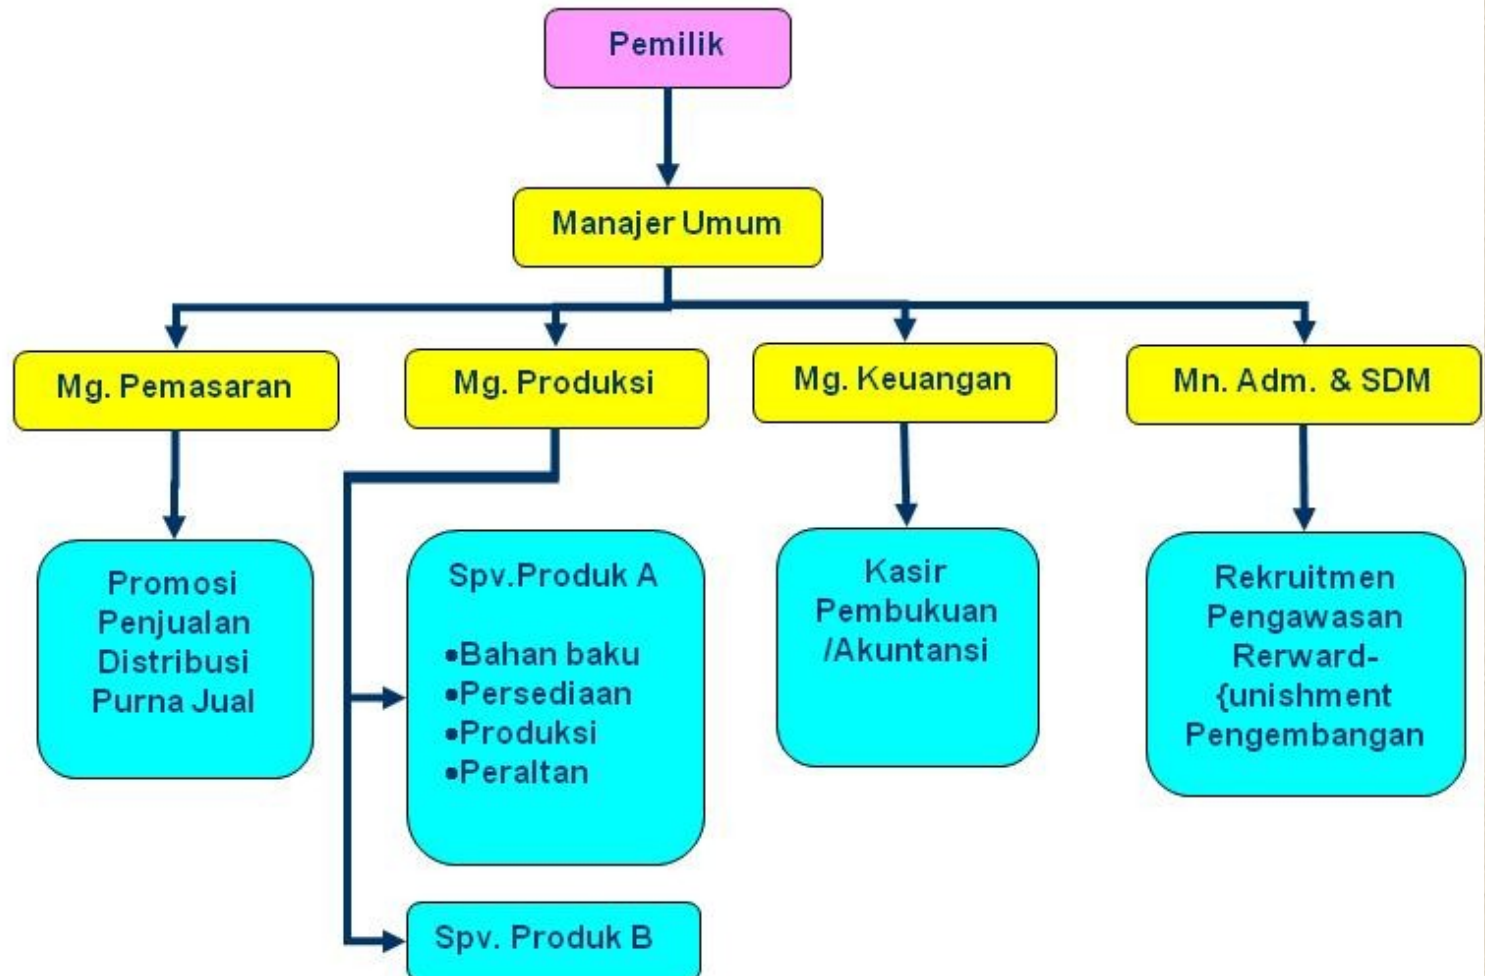 Pemilik
Manajer Umum
Mg. Pemasaran
Mg. Produksi
Mg. Keuangan
Mn. Adm. & SDM
Promosi
Penjualan
Distribusi
Purna Jual
Spv.Produk A
•Bahan baku
•Persediaan
•Produksi
•Peraltan
Spv. Produk B
Kasir
Pembukuan
/Akuntansi
Rekruitmen
Pengawasan
Rerward-
{unishment
Pengembangan